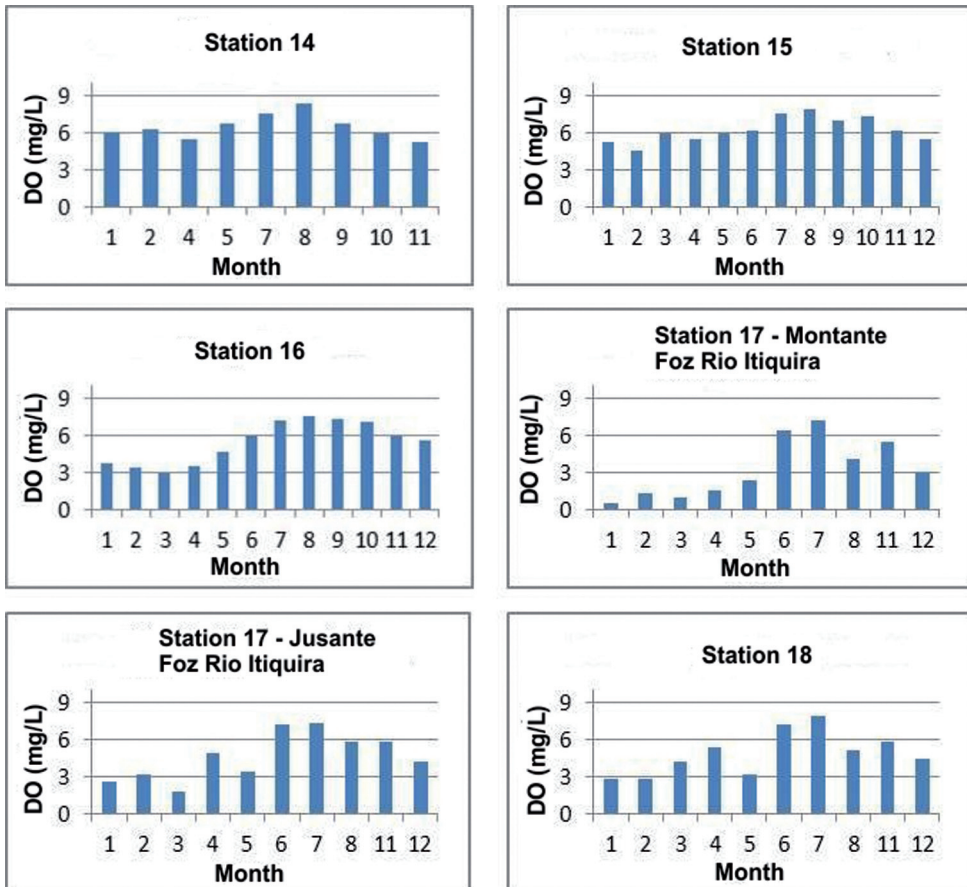 Station 14
DO (mg/L)
9
6
3
0
1 2 4 5 7 8 9 10 11
Month
Station 15
DO (mg/L)
9
6
3
0
1 2 3 4 5 6 7 8 9 10 11 12
Month
Station 16
DO (mg/L)
9
6
3
0
1 2 3 4 5 6 7 8 9 10 11 12
Month
Station 17 - Montante
Foz Rio Itiquira
DO (mg/L)
9
6
3
0
1 2 3 4 5 6 7 8 11 12
Month
Station 17 - Jusante
Foz Rio Itiquira
DO (mg/L)
9
6
3
0
1 2 3 4 5 6 7 8 11 12
Month
Station 18
DO (mg/L)
9
6
3
0
1 2 3 4 5 6 7 8 11 12
Month